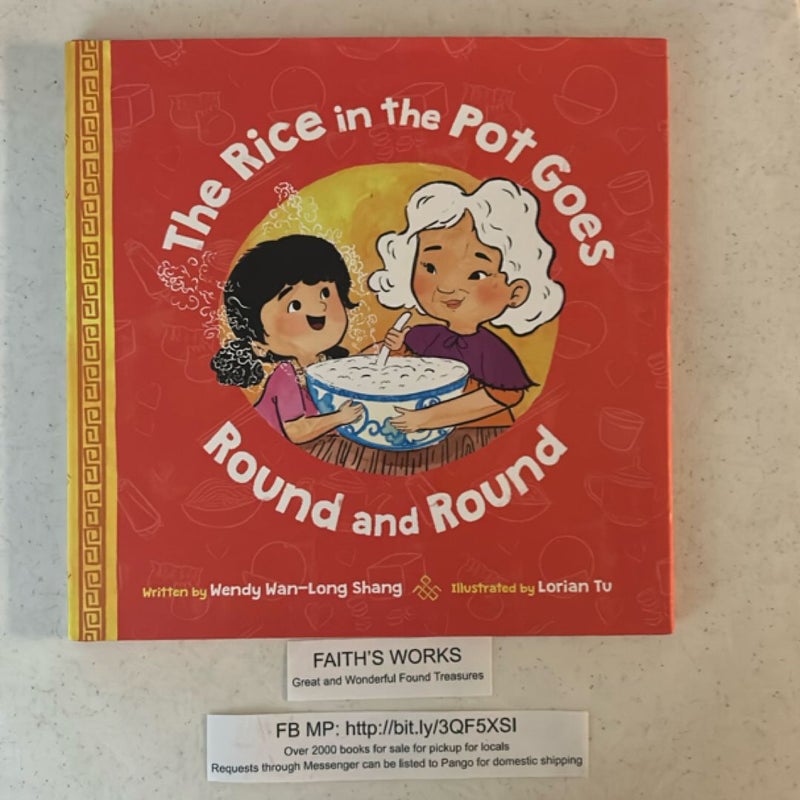 The Rice in the Pot Goes
Round and Round
Written by Wendy Wan-Long Shang Illustrated by Lorian Tu
FAITH'S WORKS
Great and Wonderful Found Treasures
FB MP: http://bit.ly/3QF5XSI
Over 2000 books for sale for pickup for locals
Requests through Messenger can be listed to Pango for domestic shipping